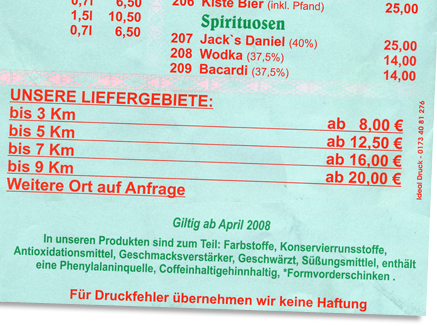 0,7l 6,50
1,5l 10,50
0,7l 6,50
206 Kiste Bier (inkl. Pfand) 25,00
Spirituosen
207 Jack`s Daniel (40%) 25,00
208 Wodka (37,5%) 14,00
209 Bacardi (37,5%) 14,00
UNSERE LIEFERGEBIETE:
bis 3 Km ab 8,00 €
bis 5 Km ab 12,50 €
bis 7 Km ab 16,00 €
bis 9 Km ab 20,00 €
Weitere Ort auf Anfrage
Ideal Druck - 0173 40 81 276
Giltig ab April 2008
In unseren Produkten sind zum Teil: Farbstoffe, Konservierrunsstoffe,
Antioxidationsmittel, Geschmacksverstärker, Geschwärzt, Süßungsmittlel, enthält
eine Phenylalaninquelle, Coffeinhaltigehinnhaltig, *Formvorderschinken .
Für Druckfehler übernehmen wir keine Haftung